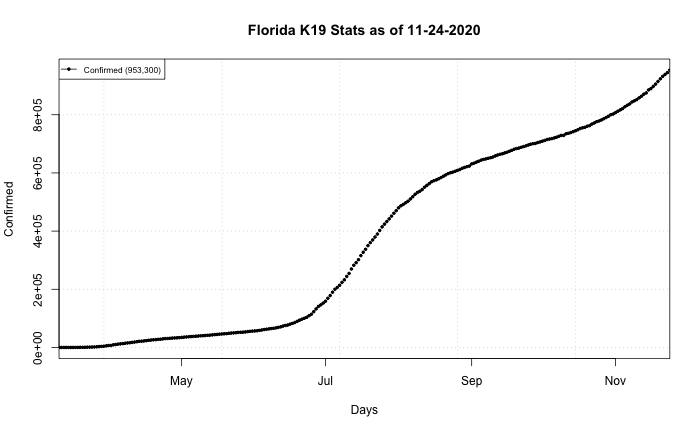 Florida K19 Stats as of 11-24-2020
Confirmed (953,300)
8e+05
6e+05
4e+05
2e+05
0e+00
Confirmed
May Jul Sep Nov
Days